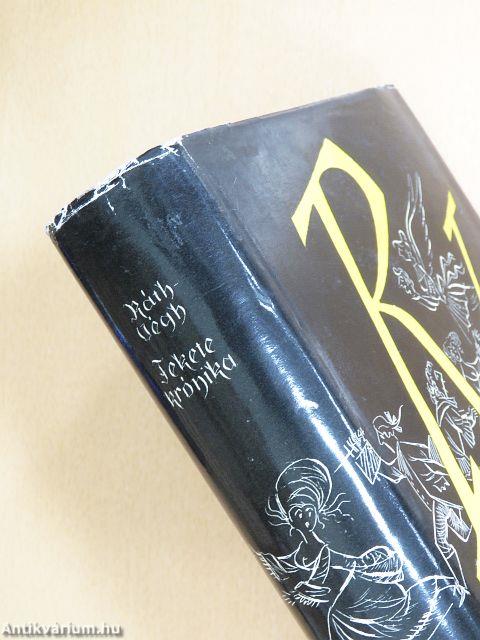 Ráth-
Végh
Fekete
krónika
R
Antikvarium.hu